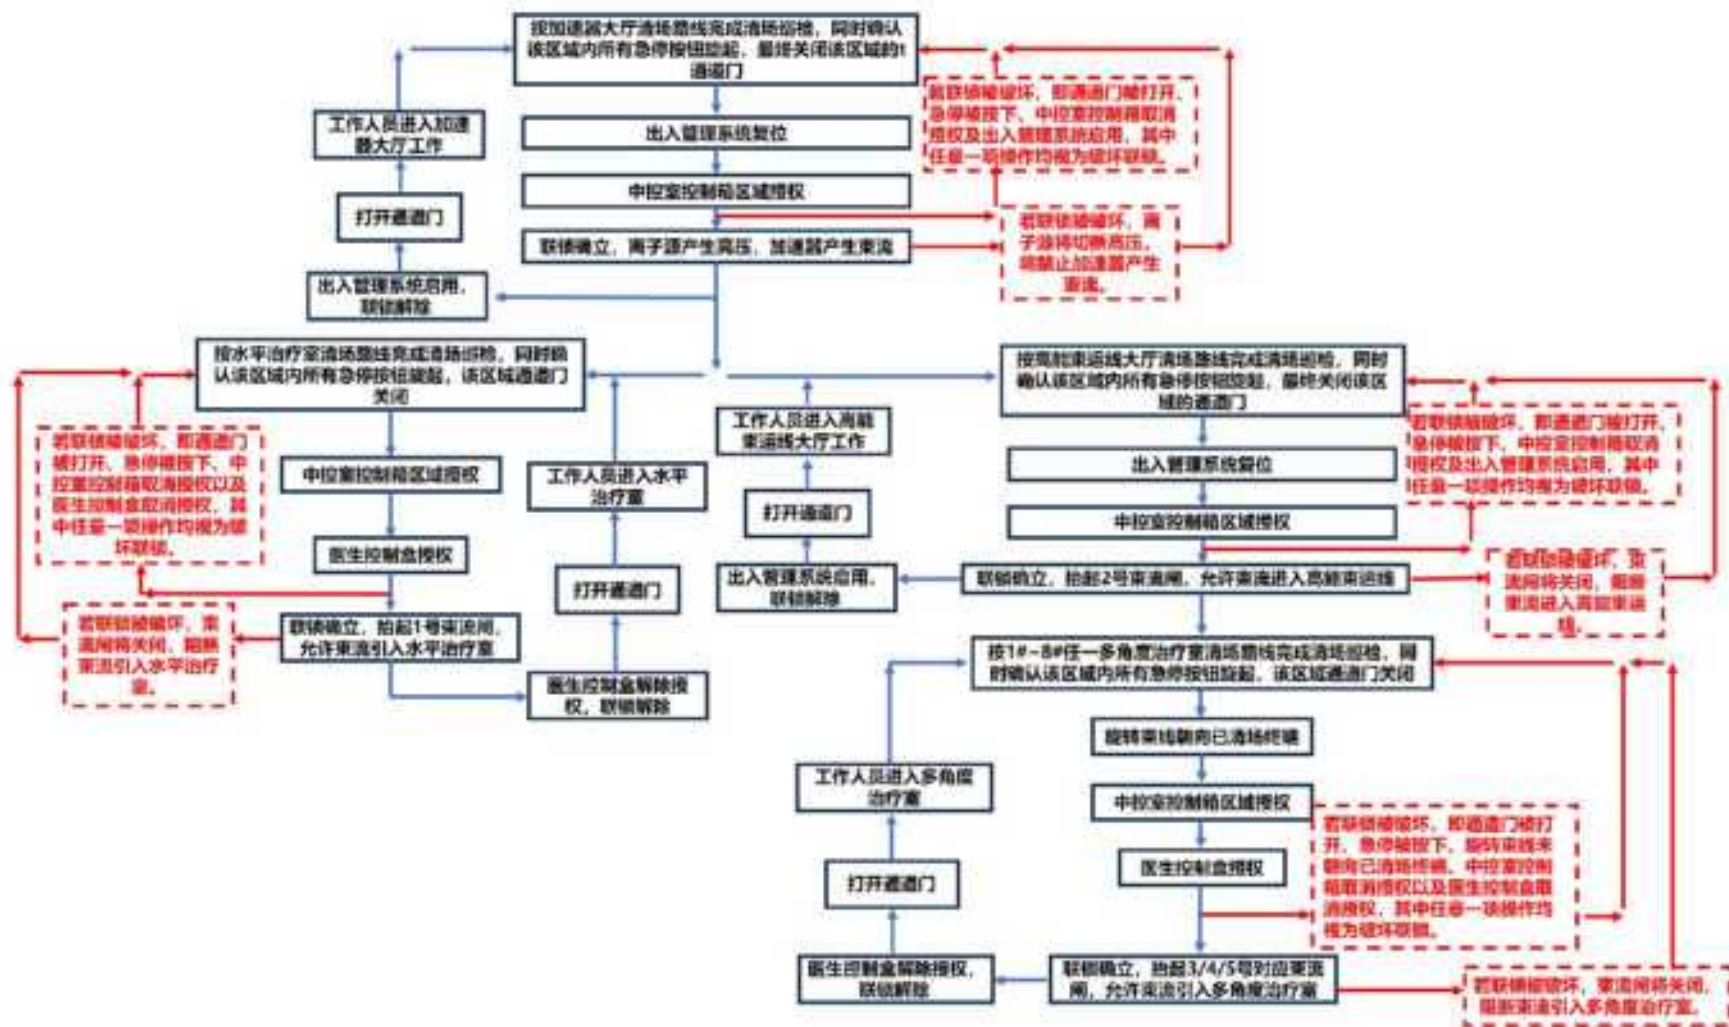 按加速器大厅清场路线完成清场巡检，同时确认
该区域内所有急停按钮旋起，最终关闭该区域的1
通道门
工作人员进入加速
器大厅工作
出入管理系统复位
若联锁被破坏，即通道门被打开、
急停被按下、中控室控制箱取消
授权及出入管理系统启用，其中
任意一项操作均视为破坏联锁。
打开通道门
中控室控制箱区域授权
联锁确立，离子源产生高压，加速器产生束流
若联锁被破坏，离
子源将切断高压，
将禁止加速器产生
束流。
出入管理系统启用，
联锁解除
按水平治疗室清场路线完成清场巡检，同时确
认该区域内所有急停按钮旋起，该区域通道门
关闭
若联锁被破坏，即通道门
被打开、急停被按下、中
控室控制箱取消授权以及
医生控制盒取消授权，其
中任意一项操作均视为破
坏联锁。
中控室控制箱区域授权
医生控制盒授权
若联锁被破坏，束
流闸将关闭，阻断
束流引入水平治疗
室。
联锁确立，抬起1号束流闸，
允许束流引入水平治疗室
工作人员进入水平
治疗室
打开通道门
医生控制盒解除授
权，联锁解除
按高能束运线大厅清场路线完成清场巡检，同时
确认该区域内所有急停按钮旋起，最终关闭该区
域的通道门
工作人员进入高能
束运线大厅工作
打开通道门
出入管理系统启用，
联锁解除
出入管理系统复位
中控室控制箱区域授权
联锁确立，抬起2号束流闸，允许束流进入高能束运线
若联锁被破坏，即通道门被打开、
急停被按下、中控室控制箱取消
授权及出入管理系统启用，其中
任意一项操作均视为破坏联锁。
若联锁被破坏，束
流闸将关闭，阻断
束流进入高能束运
线。
按1#~8#任一多角度治疗室清场路线完成清场巡检，同
时确认该区域内所有急停按钮旋起，该区域通道门关闭
旋转束线朝向已清场终端
工作人员进入多角度
治疗室
中控室控制箱区域授权
打开通道门
医生控制盒授权
若联锁被破坏，即通道门被打
开、急停被按下、旋转束线未
朝向已清场终端、中控室控制
箱取消授权以及医生控制盒取
消授权，其中任意一项操作均
视为破坏联锁。
医生控制盒解除授权，
联锁解除
联锁确立，抬起3/4/5号对应束流
闸，允许束流引入多角度治疗室
若联锁被破坏，束流闸将关闭，
阻断束流引入多角度治疗室。